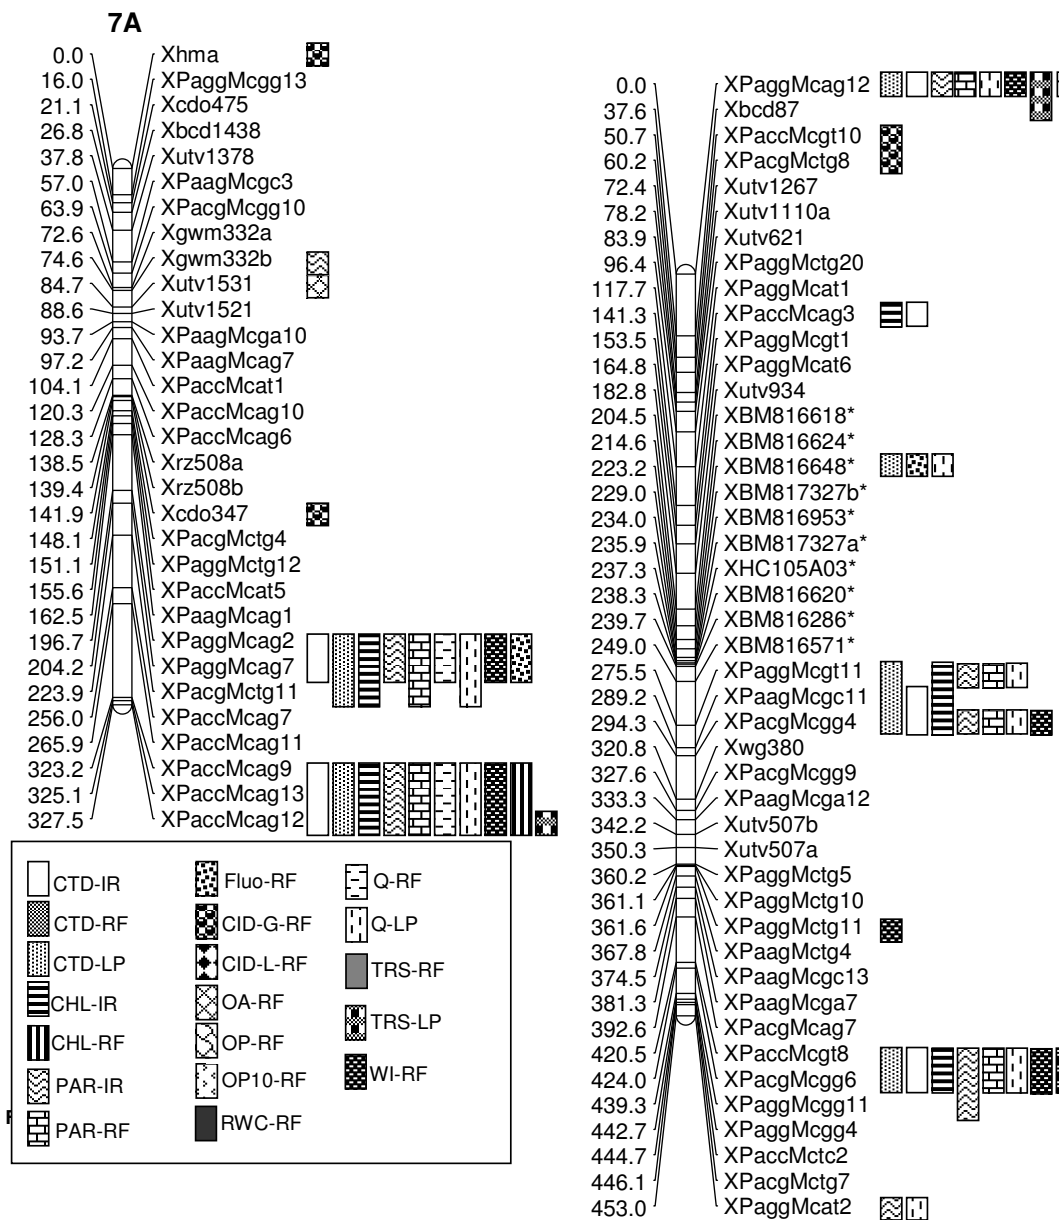 7A
0.0 Xhma
16.0 XPaggMcgg13
21.1 Xcdo475
26.8 Xbcd1438
37.8 Xutv1378
57.0 XPaagMcgc3
63.9 XPacgMcgg10
72.6 Xgwm332a
74.6 Xgwm332b
84.7 Xutv1531
88.6 Xutv1521
93.7 XPaagMcga10
97.2 XPaagMcag7
104.1 XPaccMcat1
120.3 XPaccMcag10
128.3 XPaccMcag6
138.5 Xrz508a
139.4 Xrz508b
141.9 Xcdo347
148.1 XPacgMctg4
151.1 XPaggMctg12
155.6 XPaccMcat5
162.5 XPaagMcag1
196.7 XPaggMcag2
204.2 XPaggMcag7
223.9 XPacgMctg11
256.0 XPaccMcag7
265.9 XPaccMcag11
323.2 XPaccMcag9
325.1 XPaccMcag13
327.5 XPaccMcag12
CTD-IR
CTD-RF
CTD-LP
CHL-IR
CHL-RF
PAR-IR
PAR-RF
Fluo-RF
CID-G-RF
CID-L-RF
OA-RF
OP-RF
OP10-RF
RWC-RF
Q-RF
Q-LP
TRS-RF
TRS-LP
WI-RF
0.0 XPaggMcag12
37.6 Xbcd87
50.7 XPaccMcgt10
60.2 XPacgMctg8
72.4 Xutv1267
78.2 Xutv1110a
83.9 Xutv621
96.4 XPaggMctg20
117.7 XPaggMcat1
141.3 XPaccMcag3
153.5 XPaggMcgt1
164.8 XPaggMcat6
182.8 Xutv934
204.5 XBM816618*
214.6 XBM816624*
223.2 XBM816648*
229.0 XBM817327b*
234.0 XBM816953*
235.9 XBM817327a*
237.3 XHC105A03*
238.3 XBM816620*
239.7 XBM816286*
249.0 XBM816571*
275.5 XPaggMcgt11
289.2 XPaagMcgc11
294.3 XPacgMcgg4
320.8 Xwg380
327.6 XPacgMcgg9
333.3 XPaagMcga12
342.2 Xutv507b
350.3 Xutv507a
360.2 XPaggMctg5
361.1 XPaggMctg10
361.6 XPaggMctg11
367.8 XPaagMctg4
374.5 XPaagMcgc13
381.3 XPaagMcga7
392.6 XPacgMcag7
420.5 XPaccMcgt8
424.0 XPacgMcgg6
439.3 XPaggMcgg11
442.7 XPaggMcgg4
444.7 XPaccMctc2
446.1 XPacgMctg7
453.0 XPaggMcat2